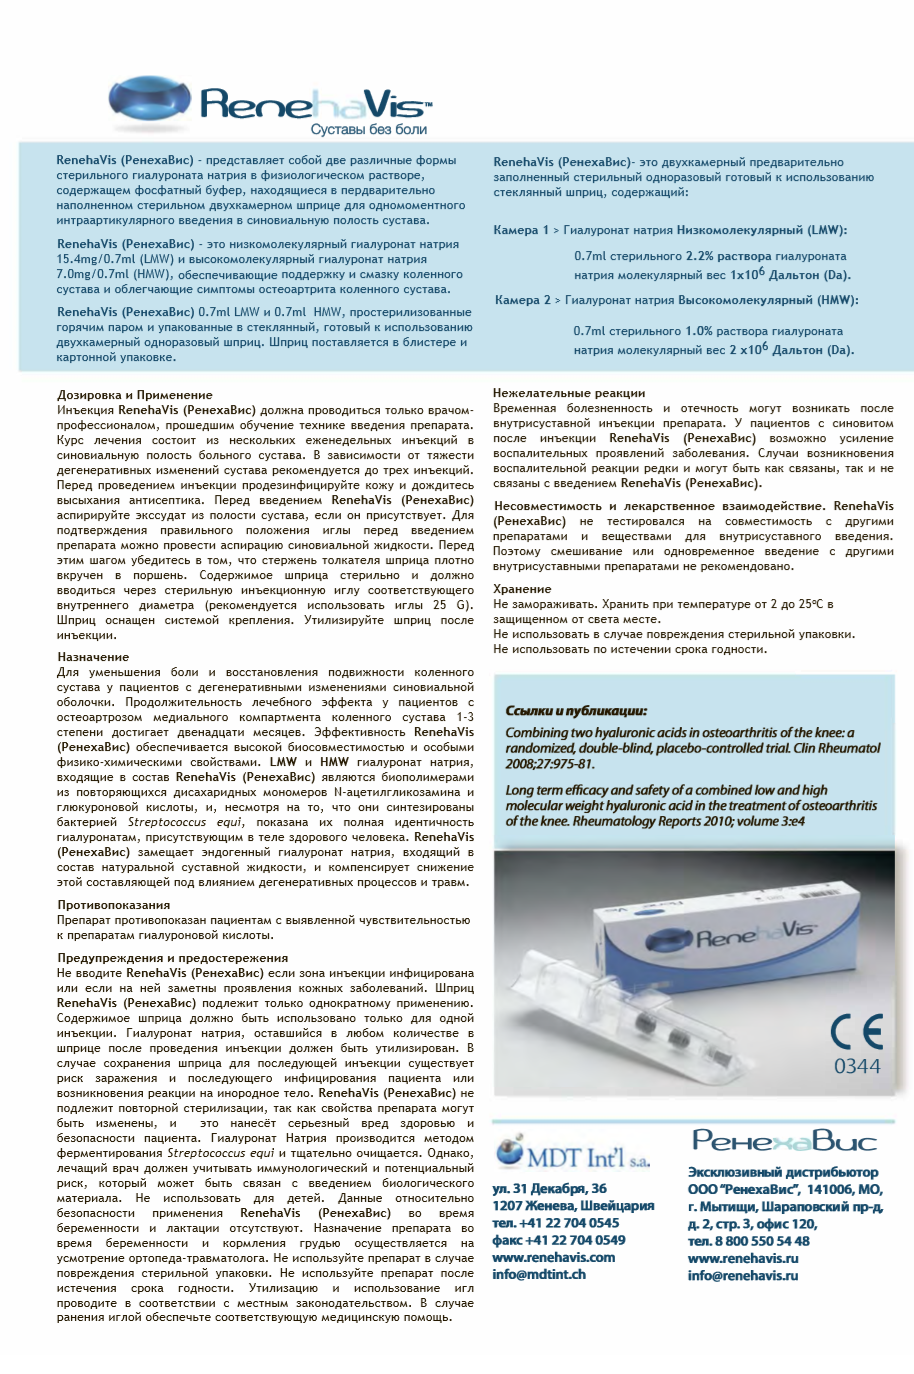 RenehaVis™
Суставы без боли
RenehaVis (РенехаВис) - представляет собой две различные формы
стерильного гиалуроната натрия в физиологическом растворе,
содержащем фосфатный буфер, находящиеся в пердварительно
наполненном стерильном двухкамерном шприце для одномоментного
интраартикулярного введения в синовиальную полость сустава.
RenehaVis (РенехаВис) - это низкомолекулярный гиалуронат натрия
15.4mg/0.7ml (LMW) и высокомолекулярный гиалуронат натрия
7.0mg/0.7ml (HMW), обеспечивающие поддержку и смазку коленного
сустава и облегчающие симптомы остеоартрита коленного сустава.
RenehaVis (РенехаВис) 0.7ml LMW и 0.7ml HMW, простерилизованные
горячим паром и упакованные в стеклянный, готовый к использованию
двухкамерный одноразовый шприц. Шприц поставляется в блистере и
картонной упаковке.
RenehaVis (РенехаВис)- это двухкамерный предварительно
заполненный стерильный одноразовый готовый к использованию
стеклянный шприц, содержащий:
Камера 1 > Гиалуронат натрия Низкомолекулярный (LMW):
0.7ml стерильного 2.2% раствора гиалуроната
натрия молекулярный вес 1x10⁶ Дальтон (Da).
Камера 2 > Гиалуронат натрия Высокомолекулярный (HMW):
0.7ml стерильного 1.0% раствора гиалуроната
натрия молекулярный вес 2 x10⁶ Дальтон (Da).
Дозировка и Применение
Инъекция RenehaVis (РенехаВис) должна проводиться только врачом-
профессионалом, прошедшим обучение технике введения препарата.
Курс лечения состоит из нескольких еженедельных инъекций в
синовиальную полость больного сустава. В зависимости от тяжести
дегенеративных изменений сустава рекомендуется до трех инъекций.
Перед проведением инъекции продезинфицируйте кожу и дождитесь
высыхания антисептика. Перед введением RenehaVis (РенехаВис)
аспирируйте экссудат из полости сустава, если он присутствует. Для
подтверждения правильного положения иглы перед введением
препарата можно провести аспирацию синовиальной жидкости. Перед
этим шагом убедитесь в том, что стержень толкателя шприца плотно
вкручен в поршень. Содержимое шприца стерильно и должно
вводиться через стерильную инъекционную иглу соответствующего
внутреннего диаметра (рекомендуется использовать иглы 25 G).
Шприц оснащен системой крепления. Утилизируйте шприц после
инъекции.
Назначение
Для уменьшения боли и восстановления подвижности коленного
сустава у пациентов с дегенеративными изменениями синовиальной
оболочки. Продолжительность лечебного эффекта у пациентов с
остеоартрозом медиального компартмента коленного сустава 1-3
степени достигает двенадцати месяцев. Эффективность RenehaVis
(РенехаВис) обеспечивается высокой биосовместимостью и особыми
физико-химическими свойствами. LMW и HMW гиалуронат натрия,
входящие в состав RenehaVis (РенехаВис) являются биополимерами
из повторяющихся дисахаридных мономеров N-ацетилгликозамина и
глюкуроновой кислоты, и, несмотря на то, что они синтезированы
бактерией Streptococcus equi, показана их полная идентичность
гиалуронатам, присутствующим в теле здорового человека. RenehaVis
(РенехаВис) замещает эндогенный гиалуронат натрия, входящий в
состав натуральной суставной жидкости, и компенсирует снижение
этой составляющей под влиянием дегенеративных процессов и травм.
Противопоказания
Препарат противопоказан пациентам с выявленной чувствительностью
к препаратам гиалуроновой кислоты.
Предупреждения и предостережения
Не вводите RenehaVis (РенехаВис) если зона инъекции инфицирована
или если на ней заметны проявления кожных заболеваний. Шприц
RenehaVis (РенехаВис) подлежит только однократному применению.
Содержимое шприца должно быть использовано только для одной
инъекции. Гиалуронат натрия, оставшийся в любом количестве в
шприце после проведения инъекции должен быть утилизирован. В
случае сохранения шприца для последующей инъекции существует
риск заражения и последующего инфицирования пациента или
возникновения реакции на инородное тело. RenehaVis (РенехаВис) не
подлежит повторной стерилизации, так как свойства препарата могут
быть изменены, и это нанесёт серьезный вред здоровью и
безопасности пациента. Гиалуронат Натрия производится методом
ферментирования Streptococcus equi и тщательно очищается. Однако,
лечащий врач должен учитывать иммунологический и потенциальный
риск, который может быть связан с введением биологического
материала. Не использовать для детей. Данные относительно
безопасности применения RenehaVis (РенехаВис) во время
беременности и лактации отсутствуют. Назначение препарата во
время беременности и кормления грудью осуществляется на
усмотрение ортопеда-травматолога. Не используйте препарат в случае
повреждения стерильной упаковки. Не используйте препарат после
истечения срока годности. Утилизацию и использование игл
проводите в соответствии с местным законодательством. В случае
ранения иглой обеспечьте соответствующую медицинскую помощь.
Нежелательные реакции
Временная болезненность и отечность могут возникать после
внутрисуставной инъекции препарата. У пациентов с синовитом
после инъекции RenehaVis (РенехаВис) возможно усиление
воспалительных проявлений заболевания. Случаи возникновения
воспалительной реакции редки и могут быть как связаны, так и не
связаны с введением RenehaVis (РенехаВис).
Несовместимость и лекарственное взаимодействие. RenehaVis
(РенехаВис) не тестировался на совместимость с другими
препаратами и веществами для внутрисуставного введения.
Поэтому смешивание или одновременное введение с другими
внутрисуставными препаратами не рекомендовано.
Хранение
Не замораживать. Хранить при температуре от 2 до 25ºС в
защищенном от света месте.
Не использовать в случае повреждения стерильной упаковки.
Не использовать по истечении срока годности.
Ссылки и публикации:
Combining two hyaluronic acids in osteoarthritis of the knee: a
randomized, double-blind, placebo-controlled trial. Clin Rheumatol
2008;27:975-81.
Long term efficacy and safety of a combined low and high
molecular weight hyaluronic acid in the treatment of osteoarthritis
of the knee. Rheumatology Reports 2010; volume 3:e4
RenehaVis
CE
0344
MDT Int'l s.a.
ул. 31 Декабря, 36
1207 Женева, Швейцария
тел. +41 22 704 0545
факс +41 22 704 0549
www.renehavis.com
info@mdtint.ch
РенехаВис
Эксклюзивный дистрибьютор
ООО "РенехаВис", 141006, МО,
г. Мытищи, Шараповский пр-д,
д. 2, стр. 3, офис 120,
тел. 8 800 550 54 48
www.renehavis.ru
info@renehavis.ru